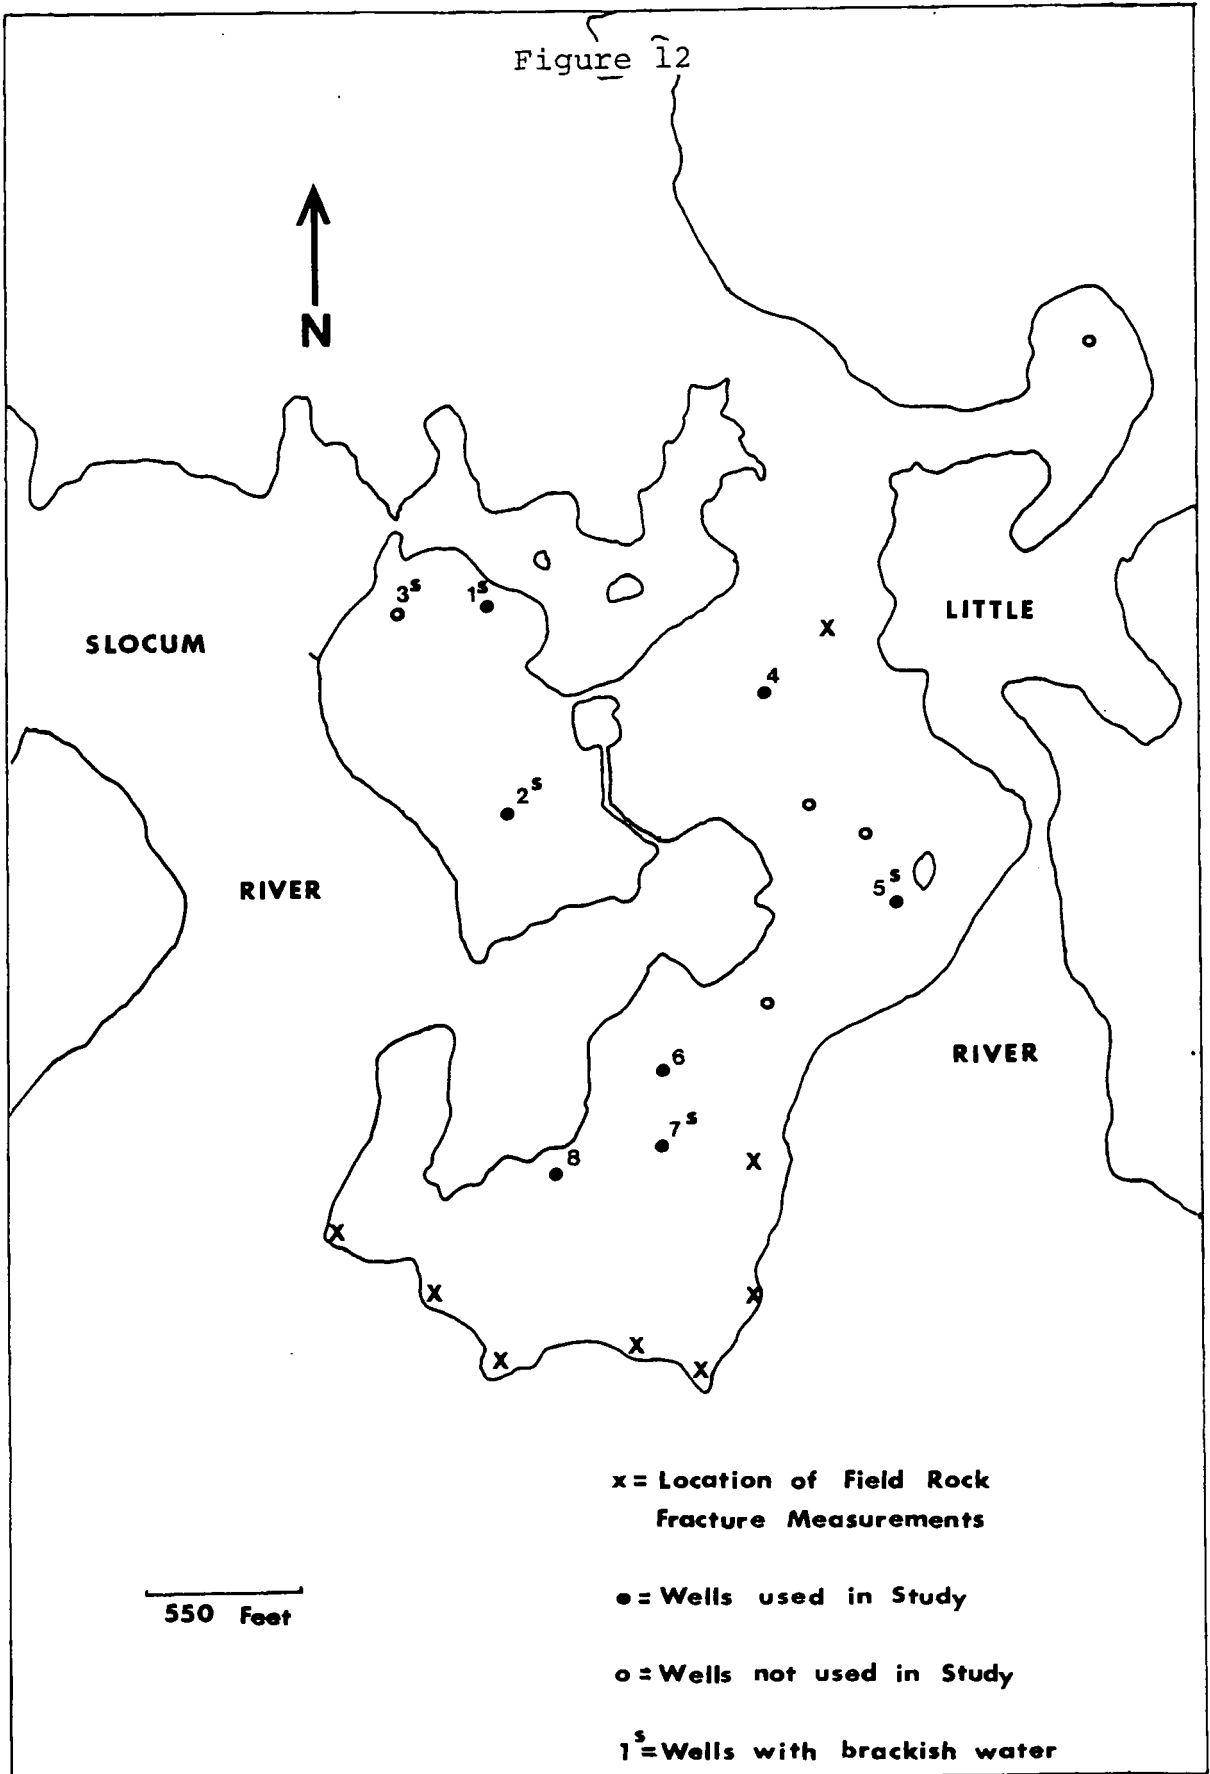 Figure 12
N
3s
1s
SLOCUM
LITTLE
4
2s
5s
RIVER
RIVER
6
7s
8
x
x
x
x
x
x
x
x
x = Location of Field Rock
Fracture Measurements
550 Feet
● = Wells used in Study
o = Wells not used in Study
1s = Wells with brackish water